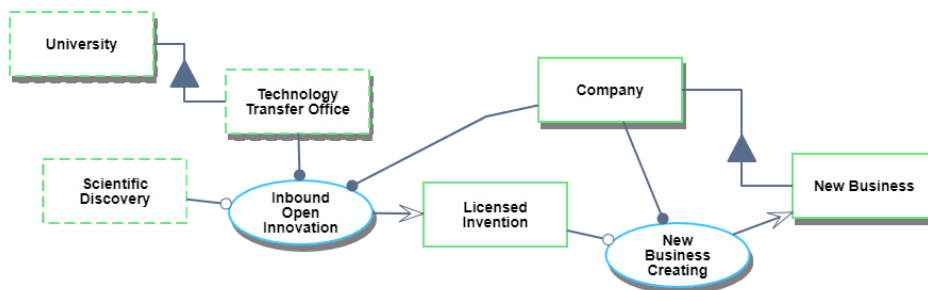 University
Technology
Transfer Office
Company
Scientific
Discovery
Inbound
Open
Innovation
Licensed
Invention
New Business
New
Business
Creating